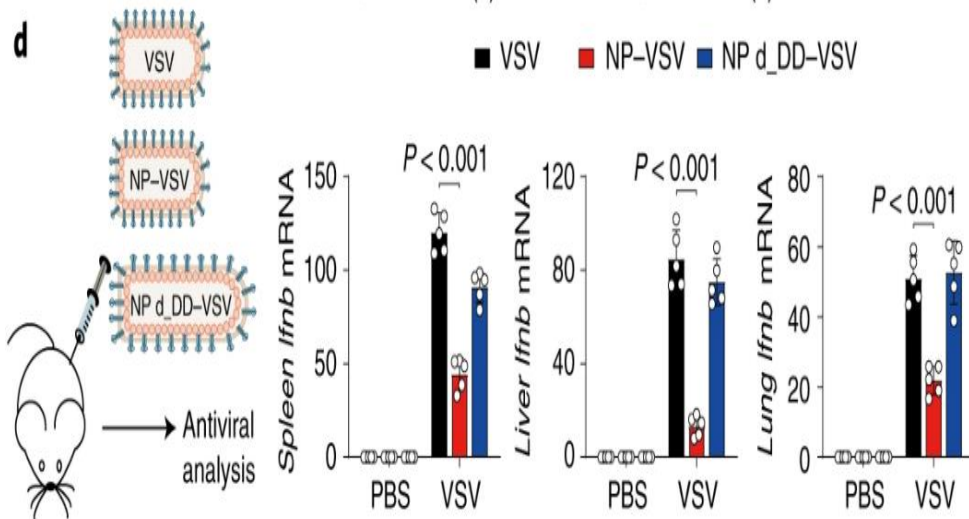 d
VSV
NP–VSV
NP d_DD–VSV
Antiviral
analysis
VSV NP–VSV NP d_DD–VSV
Spleen Ifnb mRNA
150
100
50
0
P < 0.001
PBS VSV
Liver Ifnb mRNA
120
80
40
0
P < 0.001
PBS VSV
Lung Ifnb mRNA
80
60
40
20
0
P < 0.001
PBS VSV